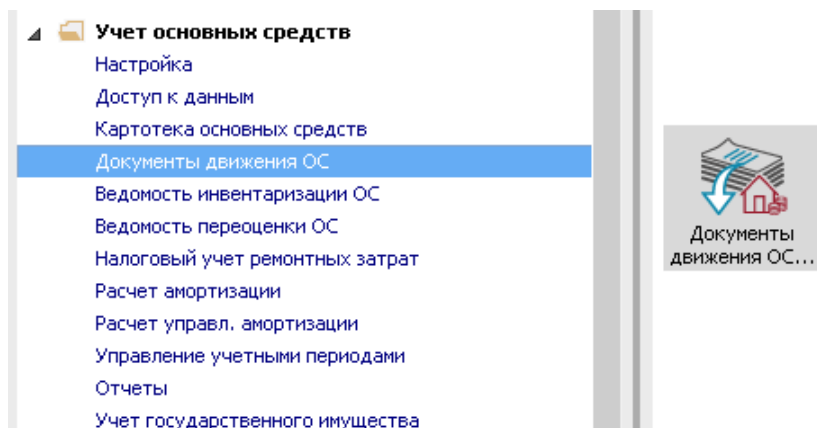 Учет основных средств
Настройка
Доступ к данным
Картотека основных средств
Документы движения ОС
Ведомость инвентаризации ОС
Ведомость переоценки ОС
Налоговый учет ремонтных затрат
Расчет амортизации
Расчет управл. амортизации
Управление учетными периодами
Отчеты
Учет государственного имущества
Документы
движения ОС...